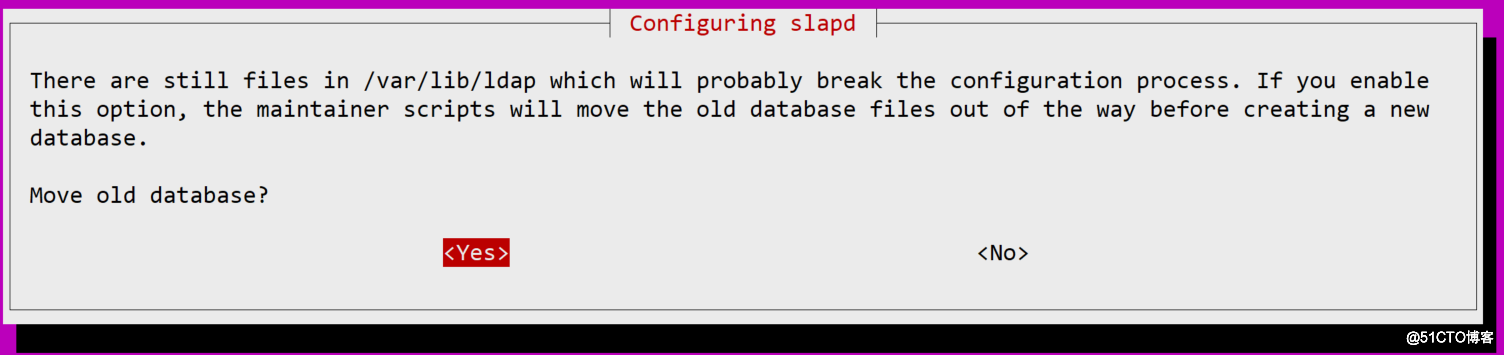 Configuring slapd
There are still files in /var/lib/ldap which will probably break the configuration process. If you enable
this option, the maintainer scripts will move the old database files out of the way before creating a new
database.
Move old database?
<Yes> <No>
@51CTO博客